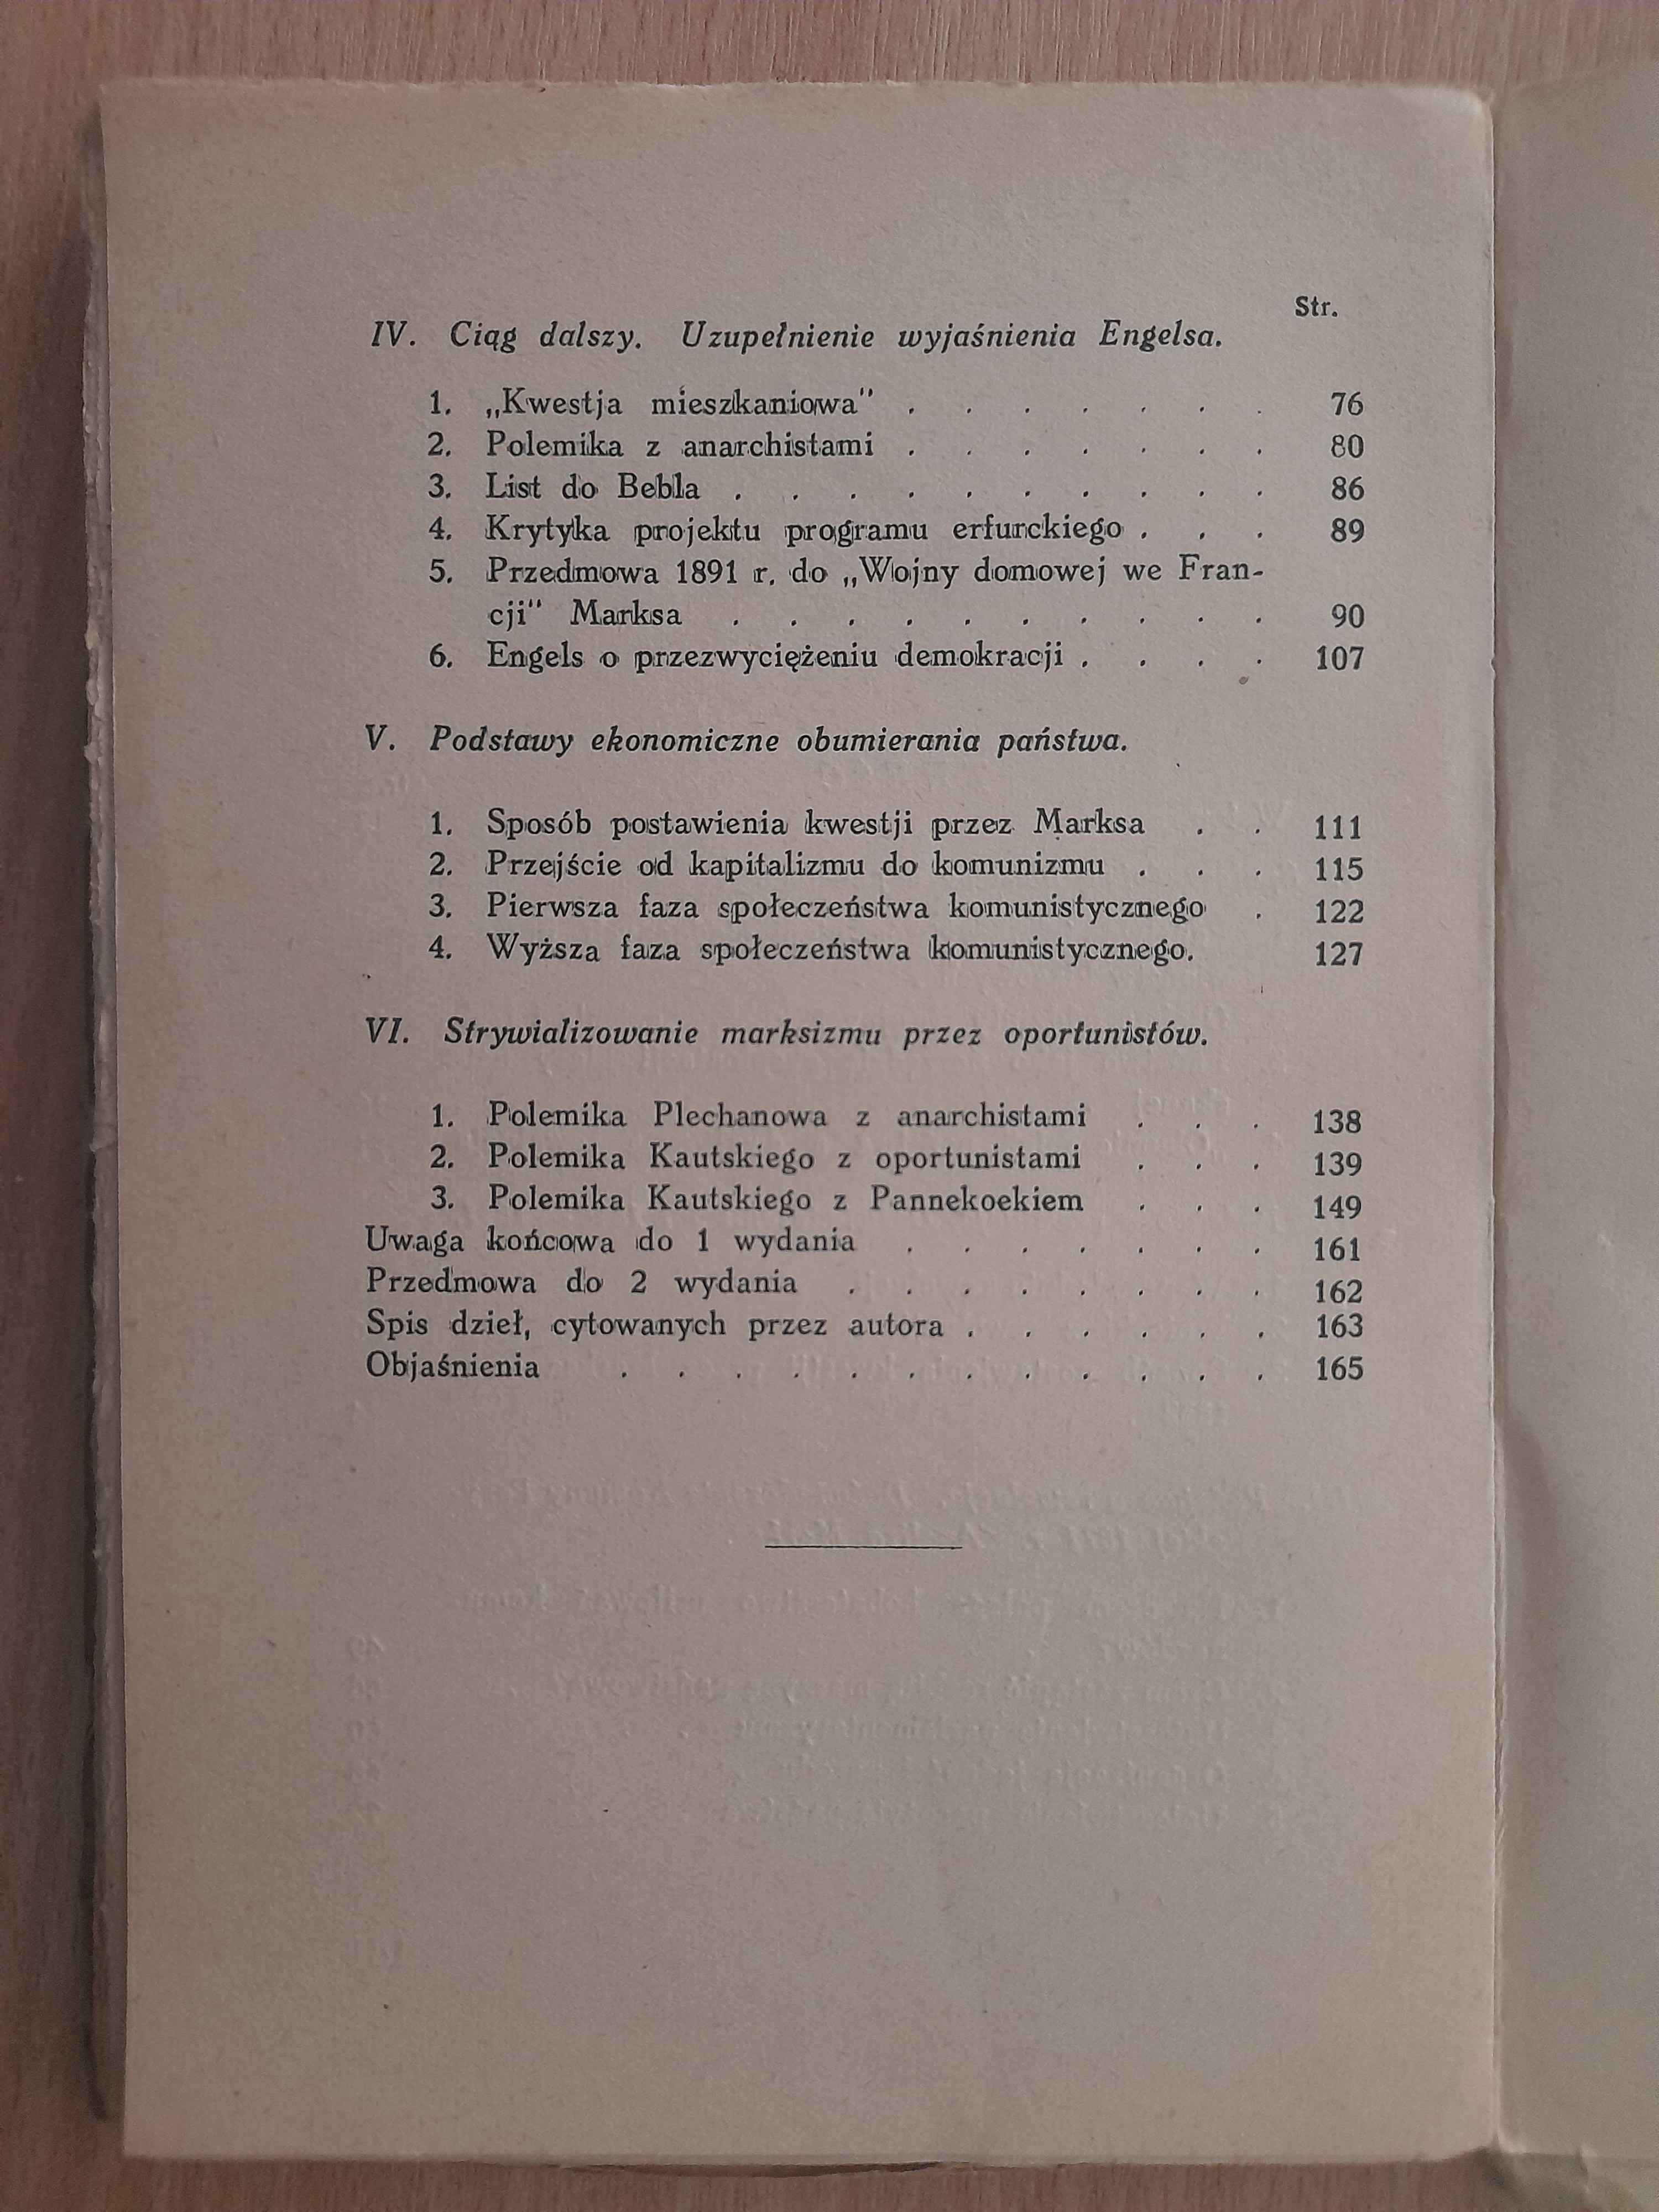 Str.
IV. Ciąg dalszy. Uzupełnienie wyjaśnienia Engelsa.
1. „Kwestja mieszkaniowa" . . . . . . . 76
2. Polemika z anarchistami . . . . . . . 80
3. List do Bebla . . . . . . . . . . 86
4. Krytyka projektu programu erfurckiego . . . 89
5. Przedmowa 1891 r. do „Wojny domowej we Fran-
cji" Marksa . . . . . . . . . . 90
6. Engels o przezwyciężeniu demokracji . . . . 107
V. Podstawy ekonomiczne obumierania państwa.
1. Sposób postawienia kwestji przez Marksa . . 111
2. Przejście od kapitalizmu do komunizmu . . . 115
3. Pierwsza faza społeczeństwa komunistycznego . 122
4. Wyższa faza społeczeństwa komunistycznego. 127
VI. Strywializowanie marksizmu przez oportunistów.
1. Polemika Plechanowa z anarchistami . . . 138
2. Polemika Kautskiego z oportunistami . . . 139
3. Polemika Kautskiego z Pannekoekiem . . . 149
Uwaga końcowa do 1 wydania . . . . . . . 161
Przedmowa do 2 wydania . . . . . . . . 162
Spis dzieł, cytowanych przez autora . . . . . . 163
Objaśnienia . . . . . . . . . . . . 165